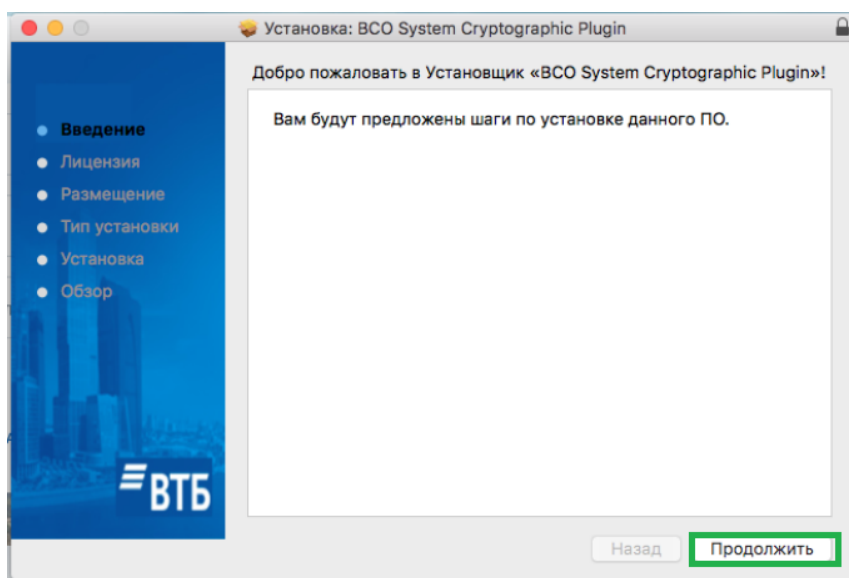 Установка: BCO System Cryptographic Plugin
Добро пожаловать в Установщик «BCO System Cryptographic Plugin»!
Введение
Лицензия
Размещение
Тип установки
Установка
Обзор
Вам будут предложены шаги по установке данного ПО.
ВТБ
Назад
Продолжить